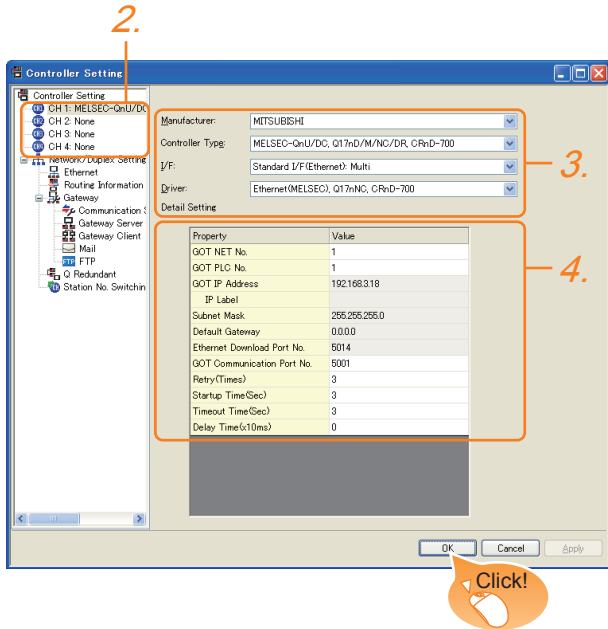 2.
Controller Setting
Controller Setting
CH 1: MELSEC-QnU/DC
CH 2: None
CH 3: None
CH 4: None
Network/Duplex Setting
Ethernet
Routing Information
Gateway
Communication S
Gateway Server
Gateway Client
Mail
FTP FTP
Q Redundant
Station No. Switchin
Manufacturer: MITSUBISHI
Controller Type: MELSEC-QnU/DC, Q17nD/M/NC/DR, CRnD-700
I/F: Standard I/F(Ethernet): Multi
Driver: Ethernet(MELSEC), Q17nNC, CRnD-700
Detail Setting
3.
Property Value
GOT NET No. 1
GOT PLC No. 1
GOT IP Address 192.168.3.18
IP Label
Subnet Mask 255.255.255.0
Default Gateway 0.0.0.0
Ethernet Download Port No. 5014
GOT Communication Port No. 5001
Retry(Times) 3
Startup Time(Sec) 3
Timeout Time(Sec) 3
Delay Time(x10ms) 0
4.
OK Cancel Apply
Click!